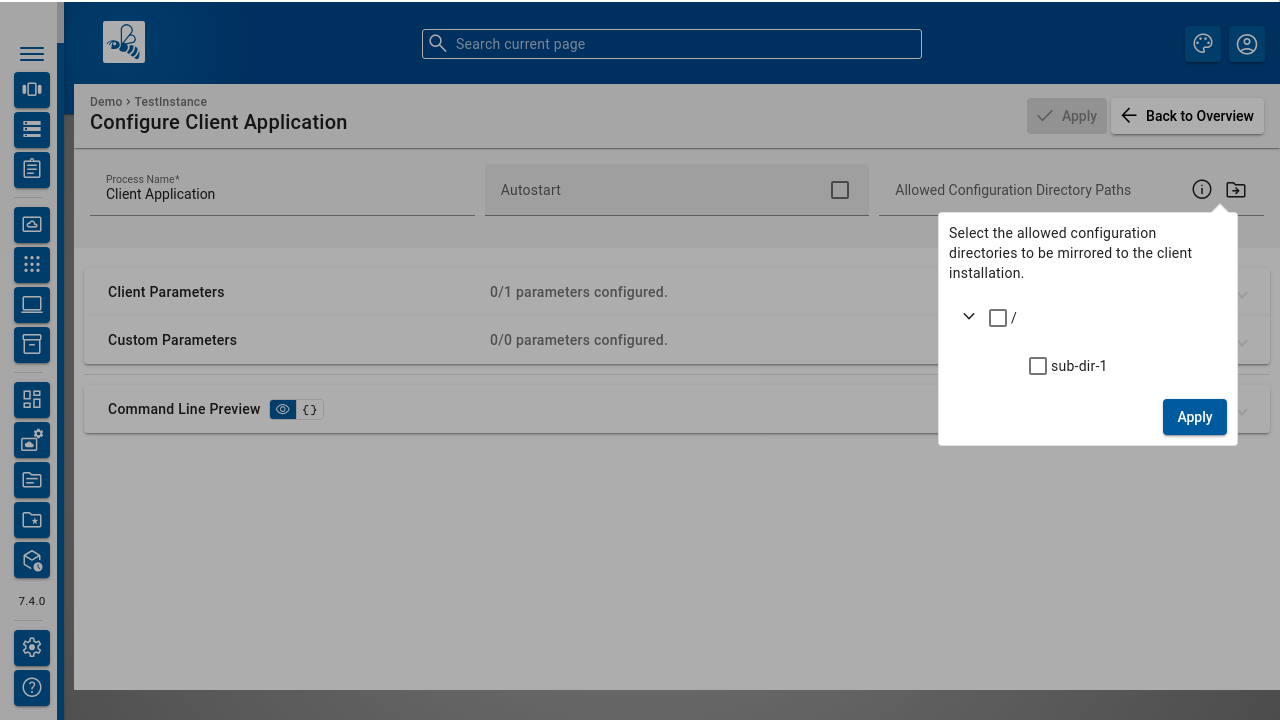 Search current page
Demo › TestInstance
Configure Client Application
Apply
Back to Overview
Process Name*
Client Application
Autostart
Allowed Configuration Directory Paths
Select the allowed configuration
directories to be mirrored to the client
installation.
/
sub-dir-1
Apply
Client Parameters
0/1 parameters configured.
Custom Parameters
0/0 parameters configured.
Command Line Preview
{}
7.4.0